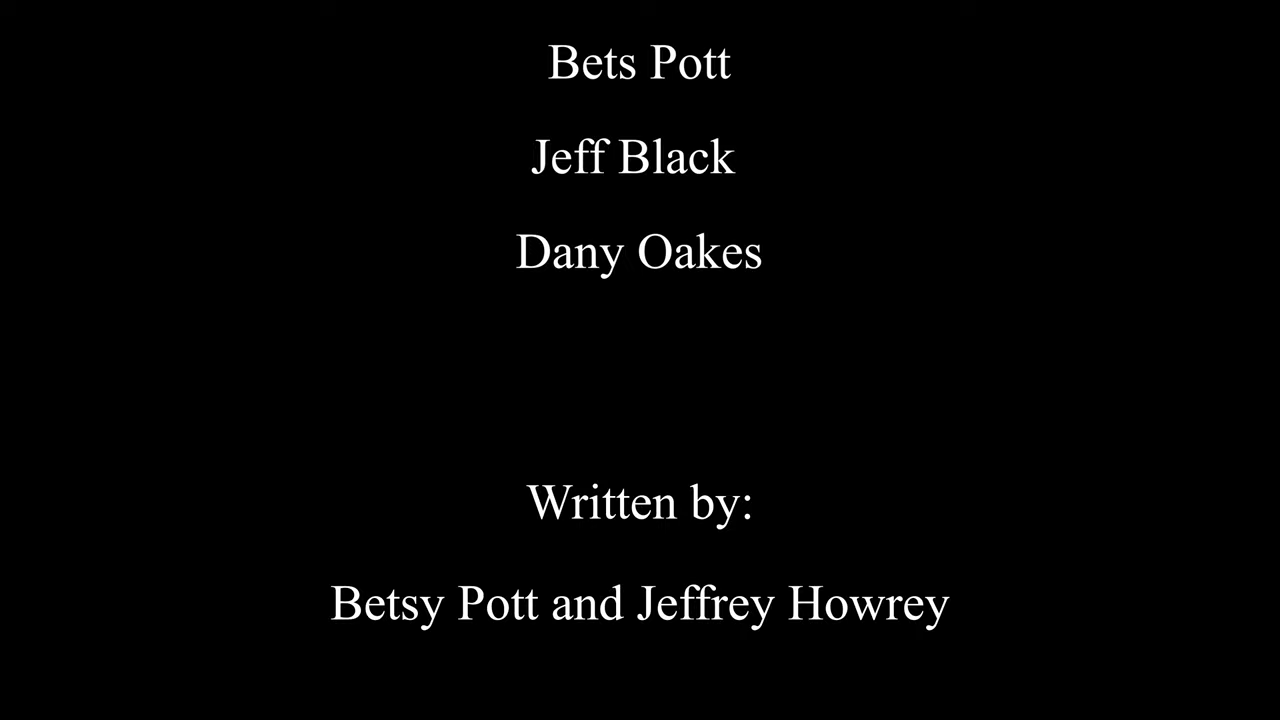 Bets Pott
Jeff Black
Dany Oakes
Written by:
Betsy Pott and Jeffrey Howrey